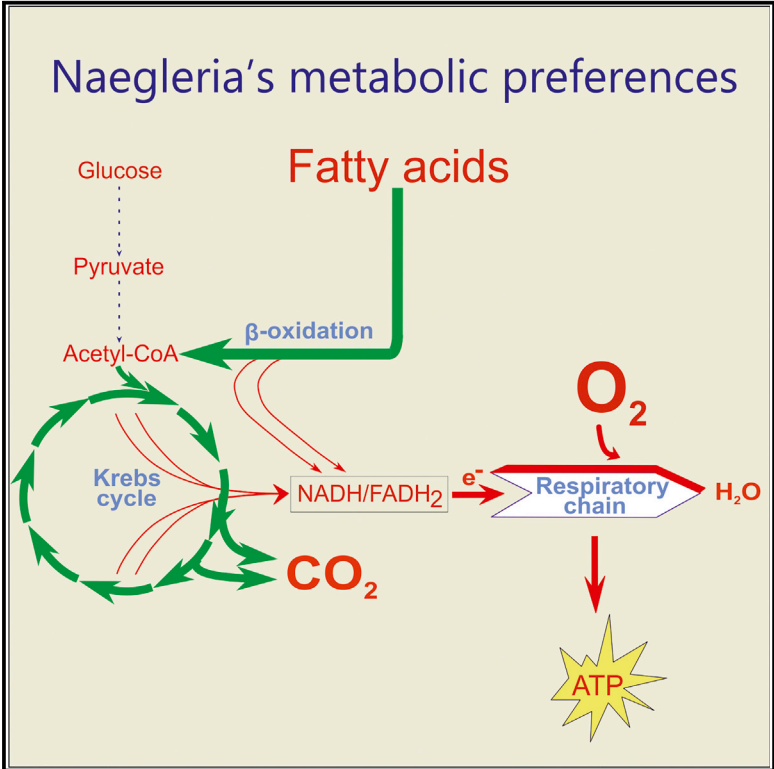 Naegleria's metabolic preferences
Glucose
Fatty acids
Pyruvate
β-oxidation
Acetyl-CoA
O₂
Krebs
cycle
NADH/FADH₂
e⁻
Respiratory
chain
H₂O
CO₂
ATP